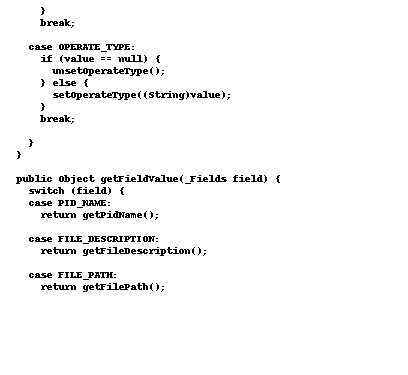 }
break;
case OPERATE_TYPE:
if (value == null) {
unsetOperateType();
} else {
setOperateType((String)value);
}
break;
}
}
public Object getFieldValue(_Fields field) {
switch (field) {
case PID_NAME:
return getPidName();
case FILE_DESCRIPTION:
return getFileDescription();
case FILE_PATH:
return getFilePath();